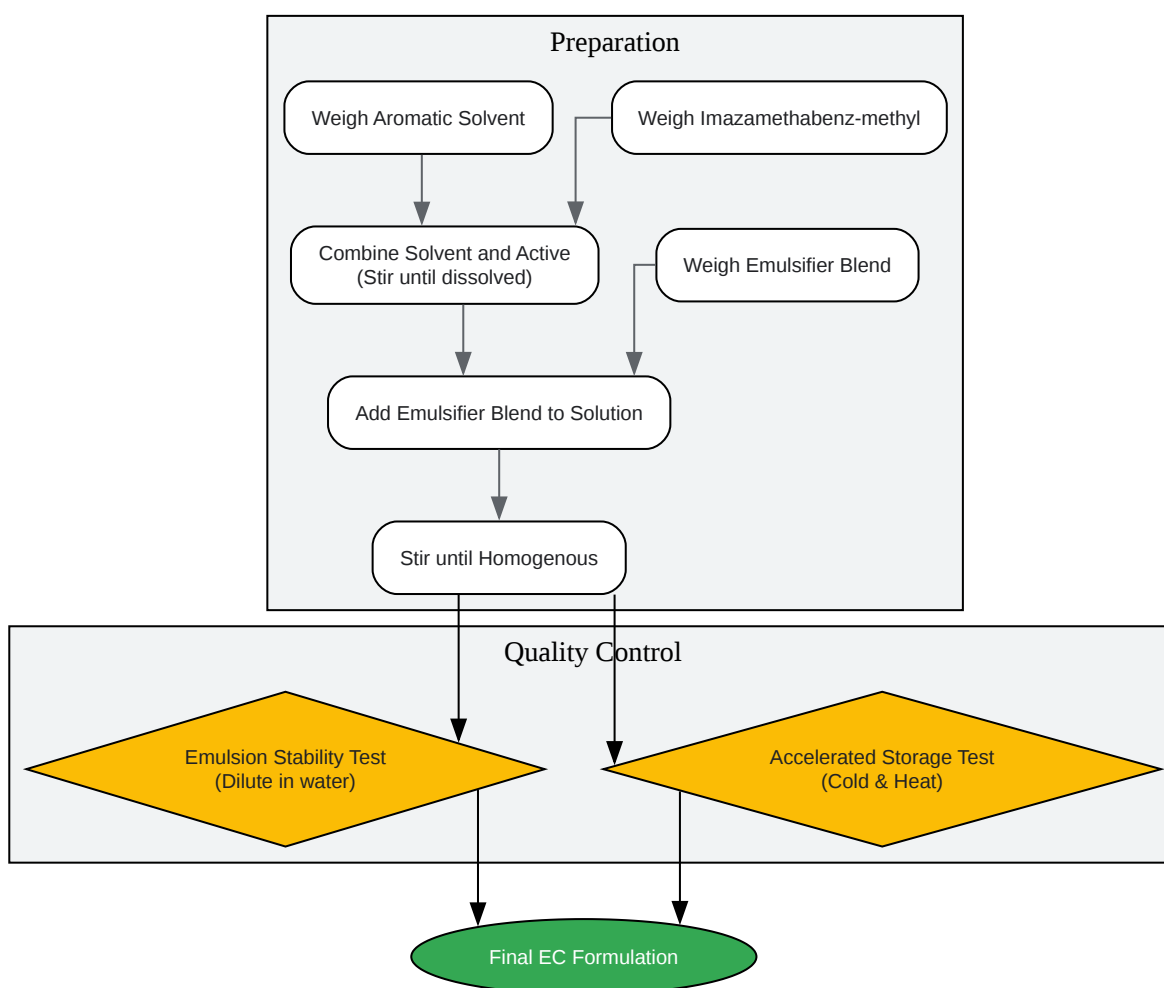 Preparation
Weigh Aromatic Solvent
Weigh Imazamethabenz-methyl
Combine Solvent and Active
(Stir until dissolved)
Weigh Emulsifier Blend
Add Emulsifier Blend to Solution
Stir until Homogenous
Quality Control
Emulsion Stability Test
(Dilute in water)
Accelerated Storage Test
(Cold & Heat)
Final EC Formulation